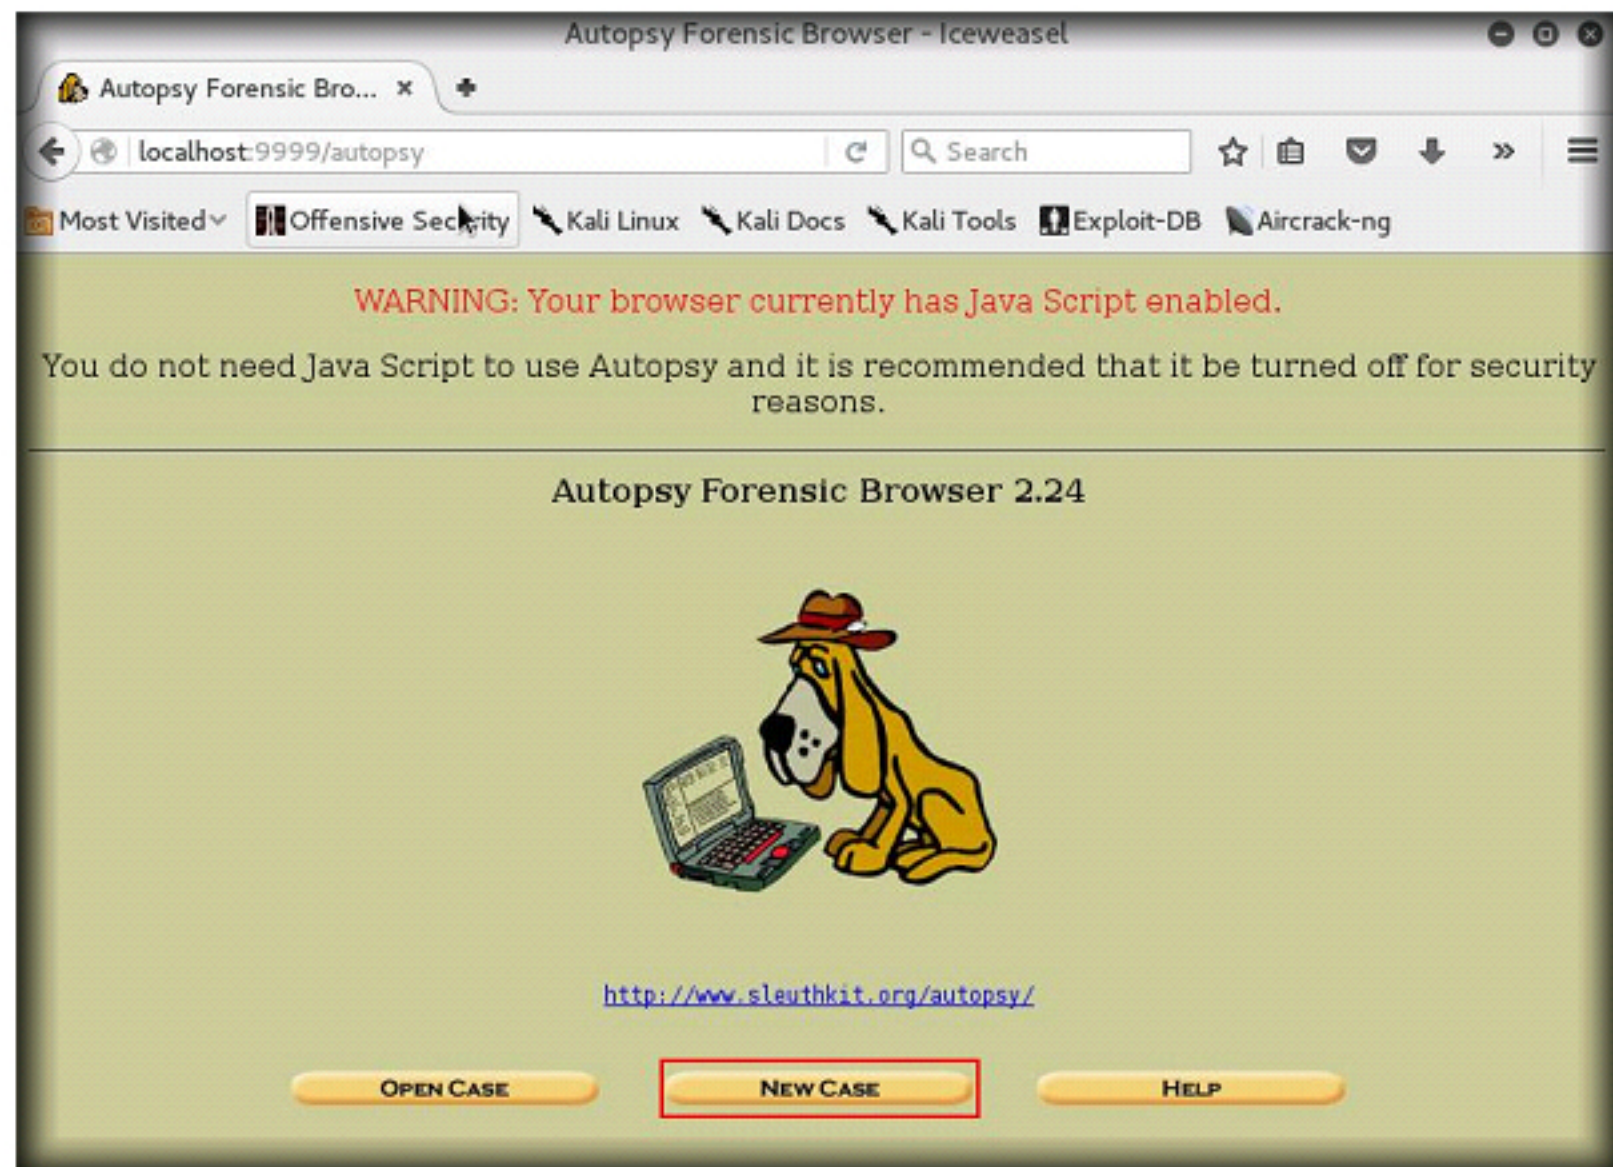 Autopsy Forensic Browser - Iceweasel
Autopsy Forensic Bro...
localhost:9999/autopsy
Search
Most Visited
Offensive Security
Kali Linux
Kali Docs
Kali Tools
Exploit-DB
Aircrack-ng
WARNING: Your browser currently has Java Script enabled.
You do not need Java Script to use Autopsy and it is recommended that it be turned off for security
reasons.
Autopsy Forensic Browser 2.24
http://www.sleuthkit.org/autopsy/
OPEN CASE
NEW CASE
HELP